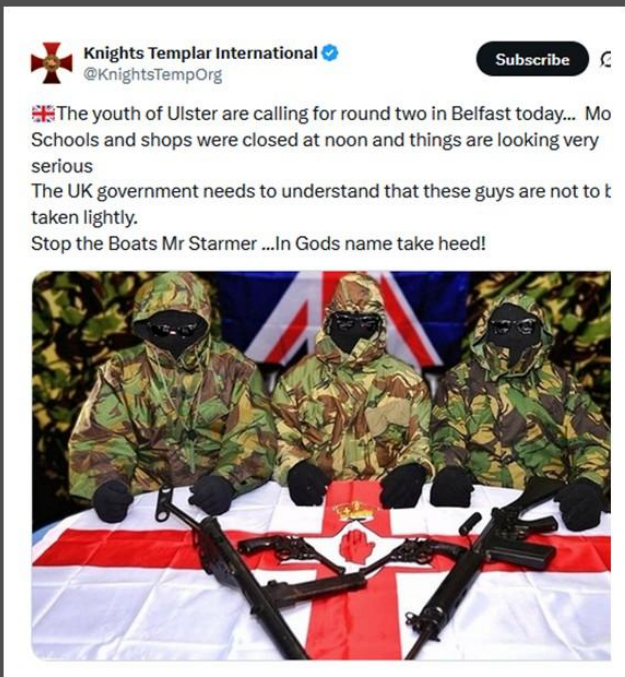 Knights Templar International
@KnightsTempOrg
Subscribe
🇬🇧The youth of Ulster are calling for round two in Belfast today...
Schools and shops were closed at noon and things are looking very
serious
The UK government needs to understand that these guys are not to
taken lightly.
Stop the Boats Mr Starmer ...In Gods name take heed!